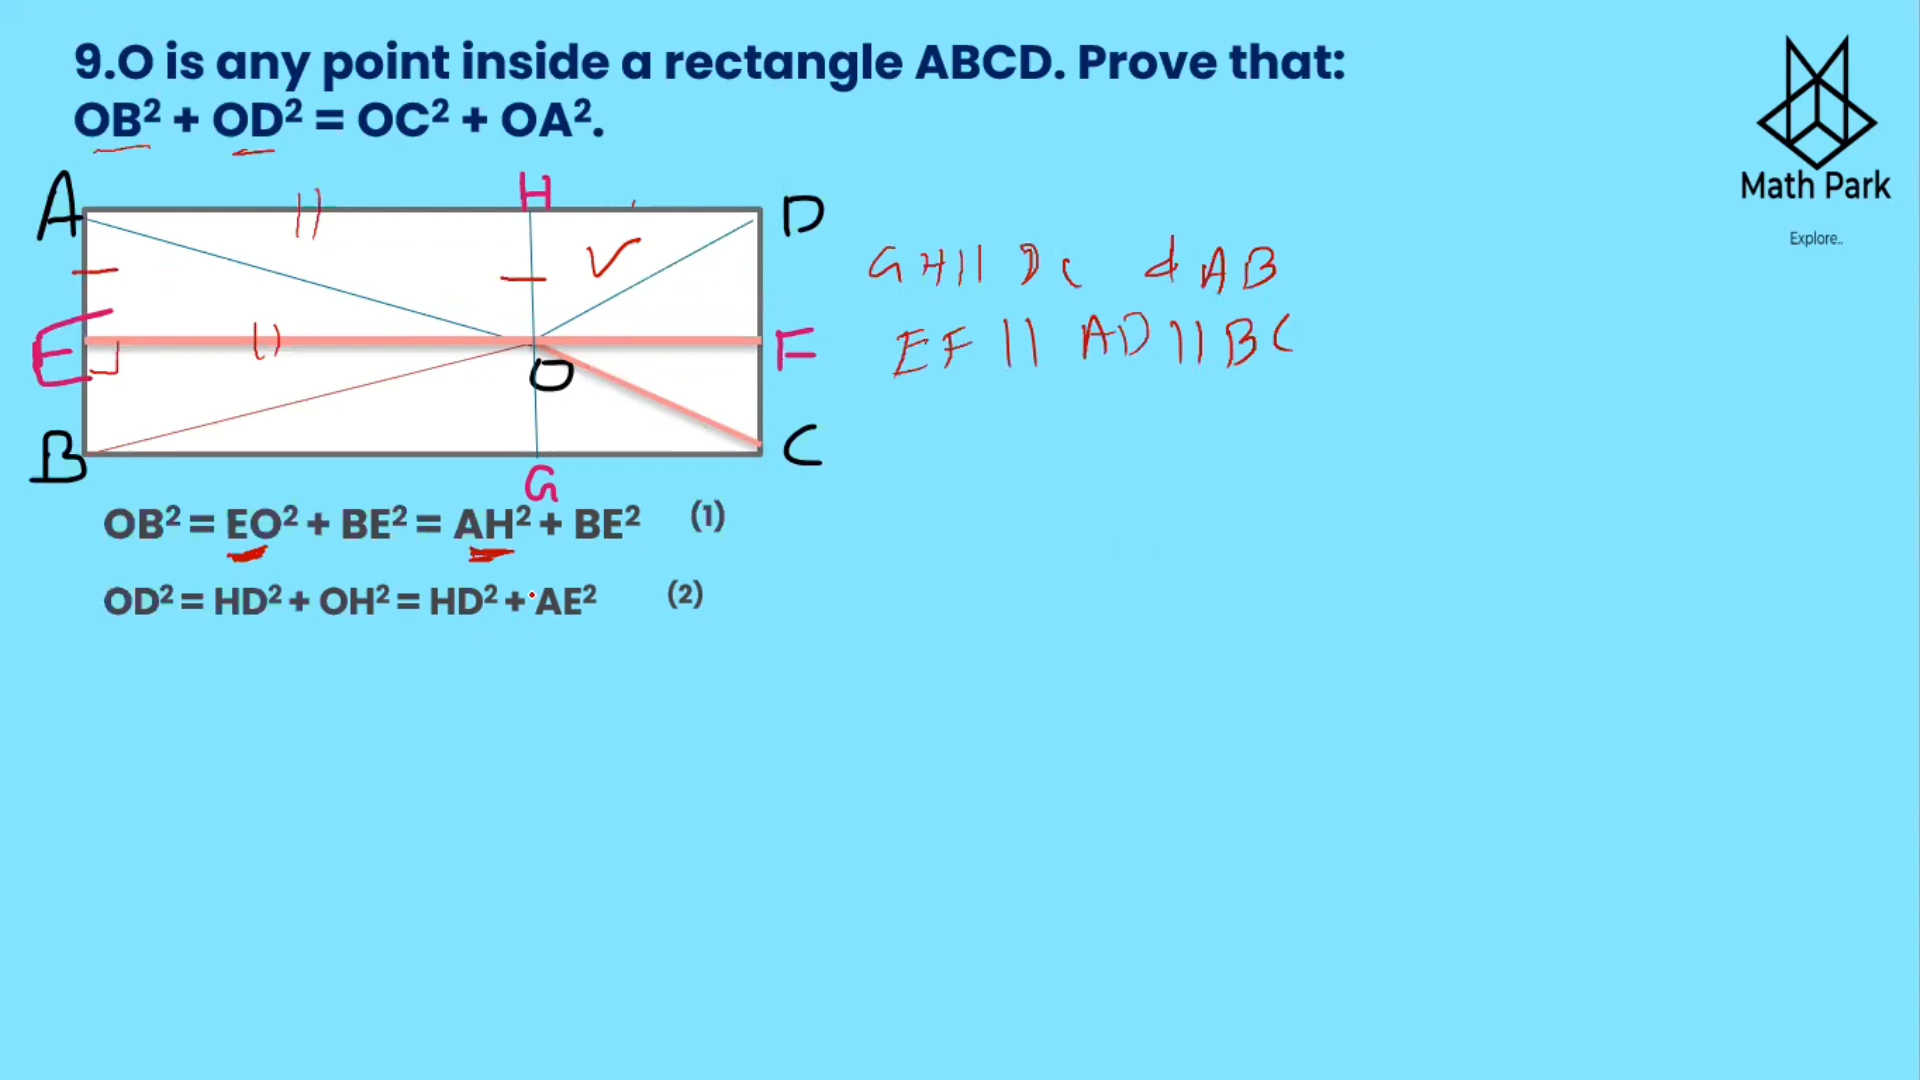 9.O is any point inside a rectangle ABCD. Prove that:
OB² + OD² = OC² + OA².
Math Park
Explore..
A
H
D
E
F
O
B
C
G
GH || DC & AB
EF || AD || BC
OB² = EO² + BE² = AH² + BE² (1)
OD² = HD² + OH² = HD² + AE² (2)